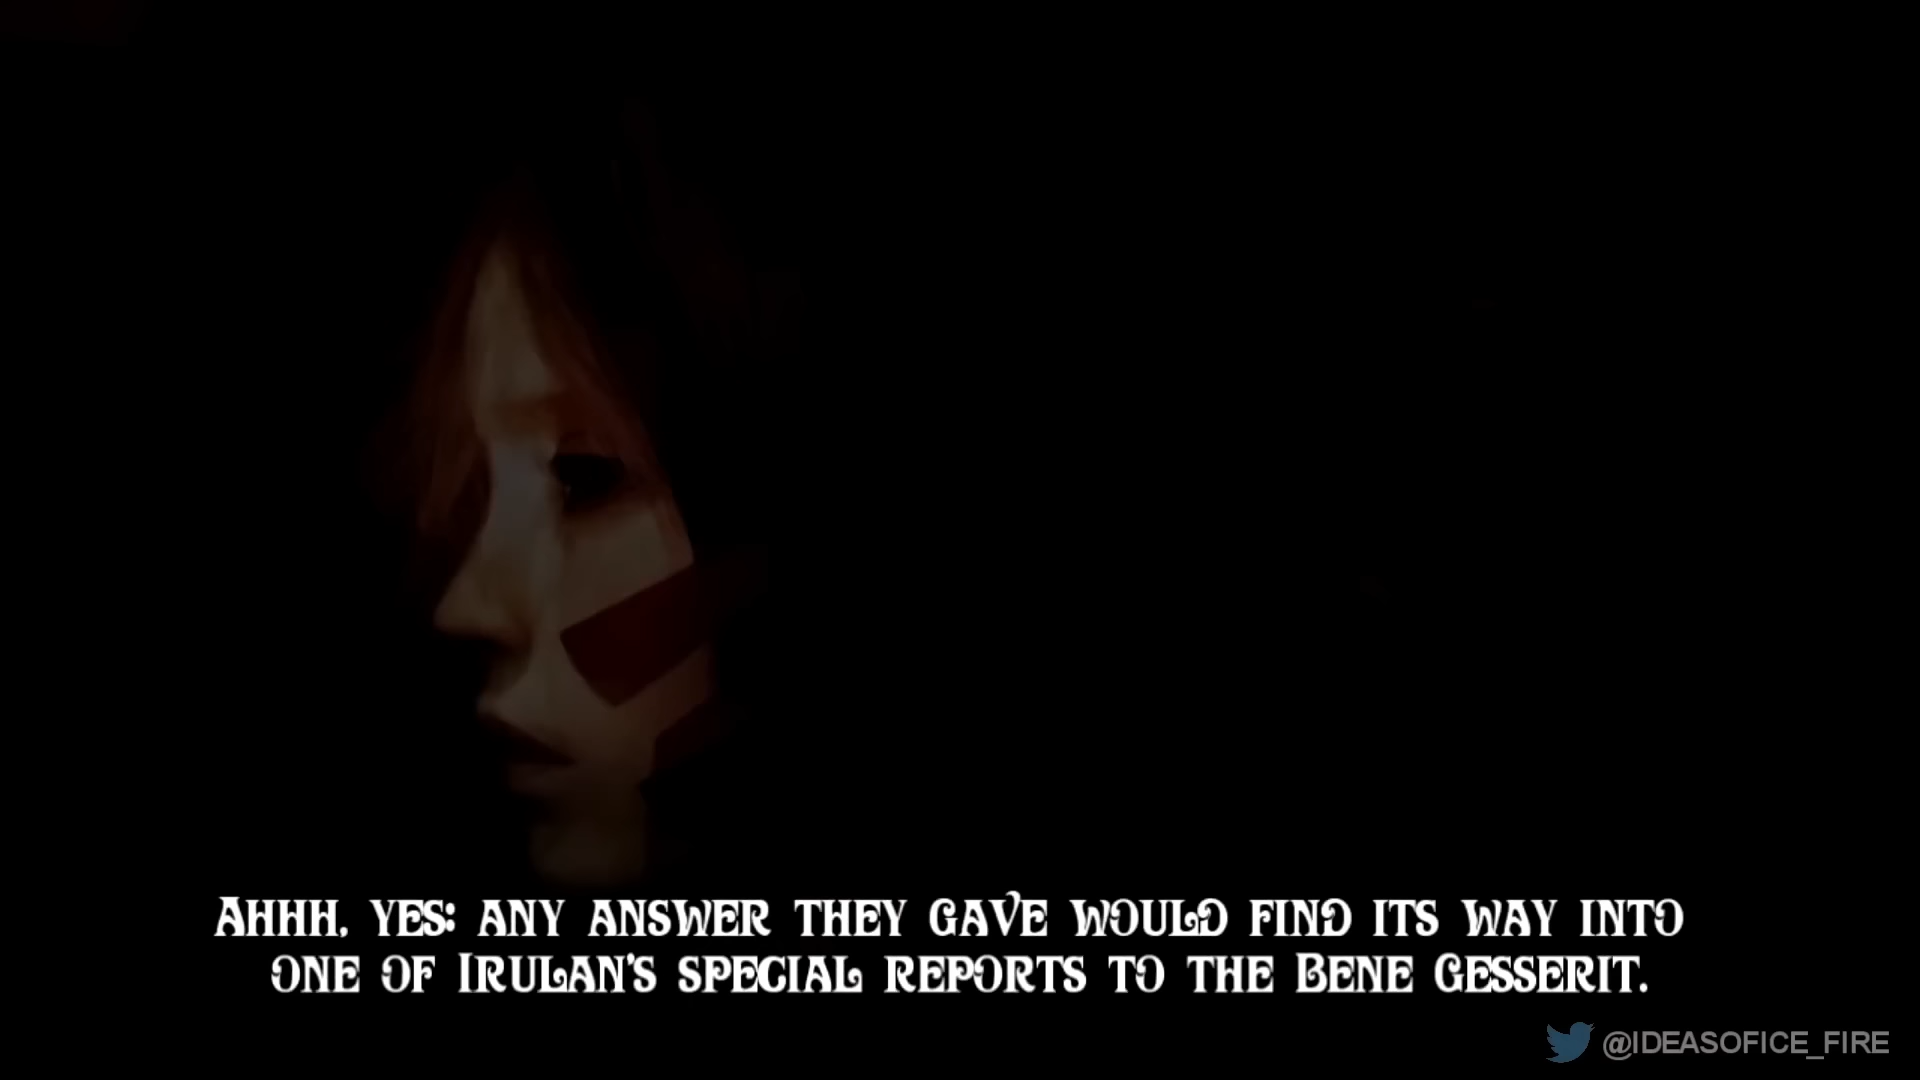 Ahhh, yes: any answer they gave would find its way into
one of Irulan's special reports to the Bene Gesserit.
@IDEASOFICE_FIRE